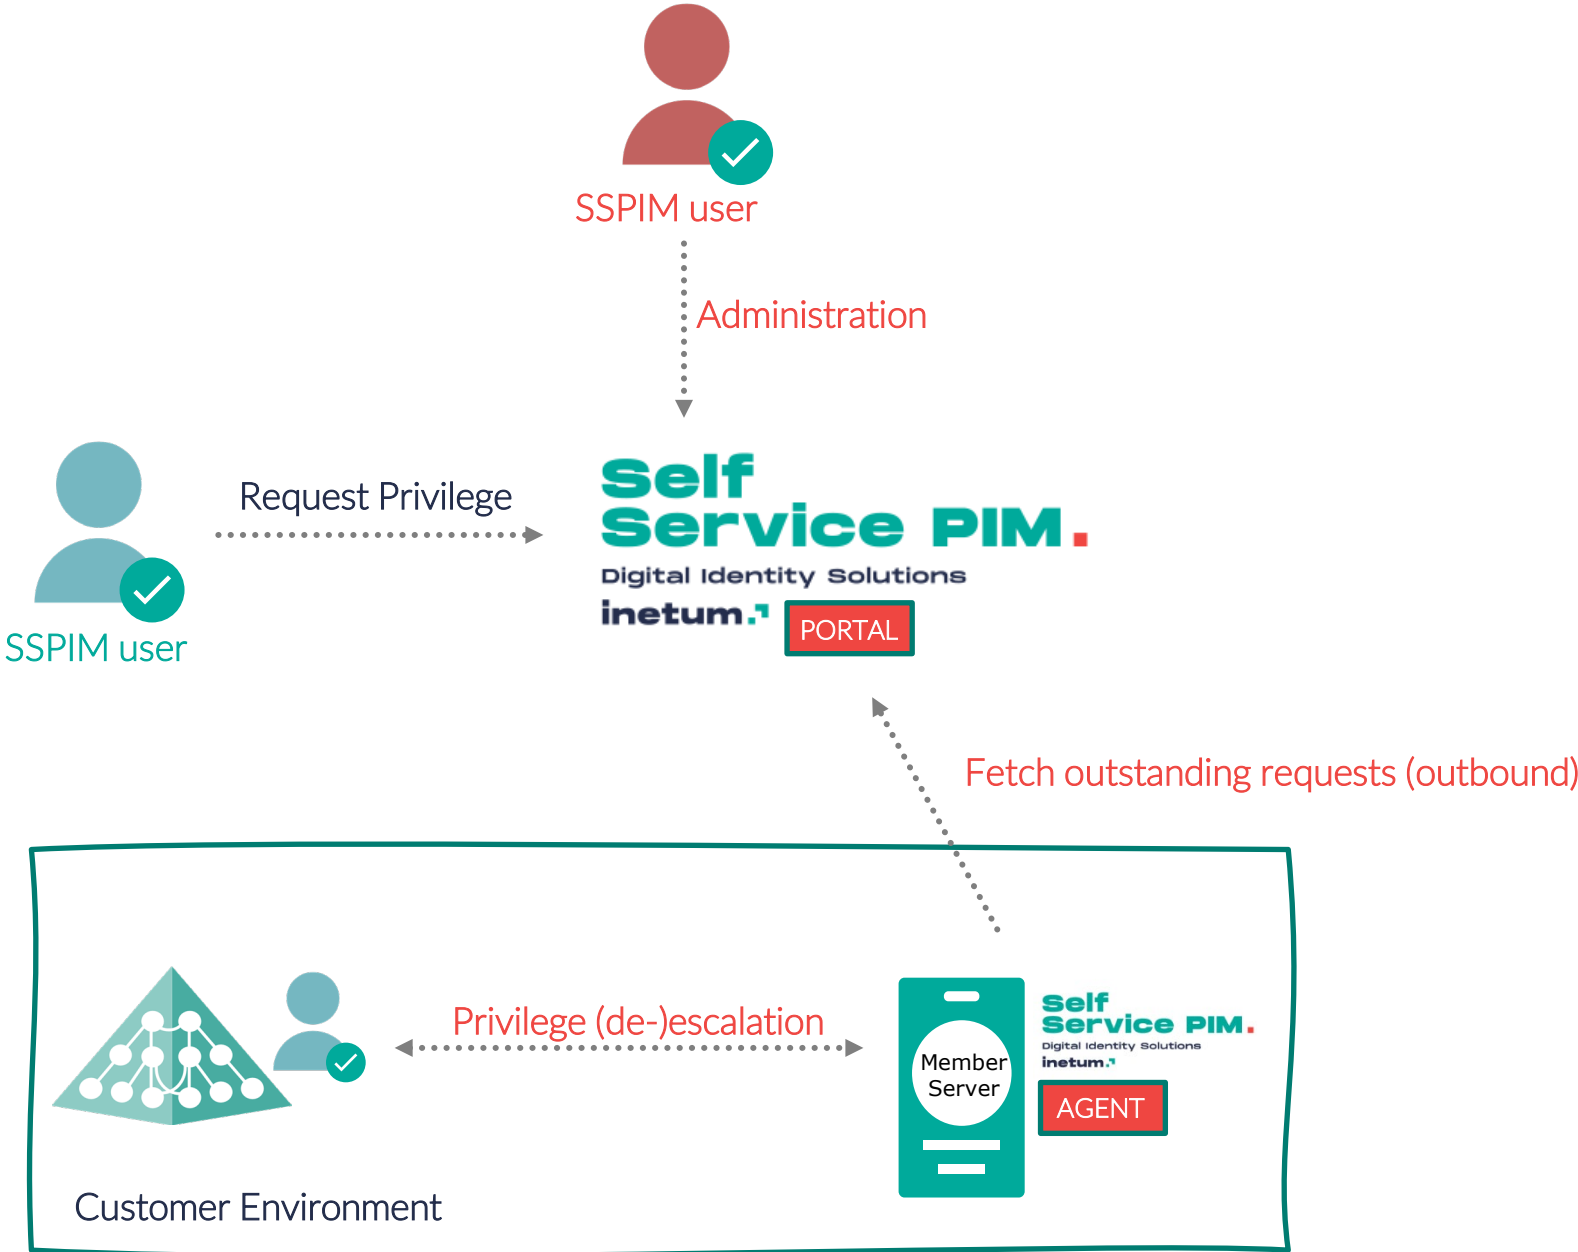 SSPIM user
Administration
Request Privilege
SSPIM user
Self
Service PIM.
Digital Identity Solutions
inetum.
PORTAL
Fetch outstanding requests (outbound)
Privilege (de-)escalation
Member
Server
Self
Service PIM.
Digital Identity Solutions
inetum.
AGENT
Customer Environment